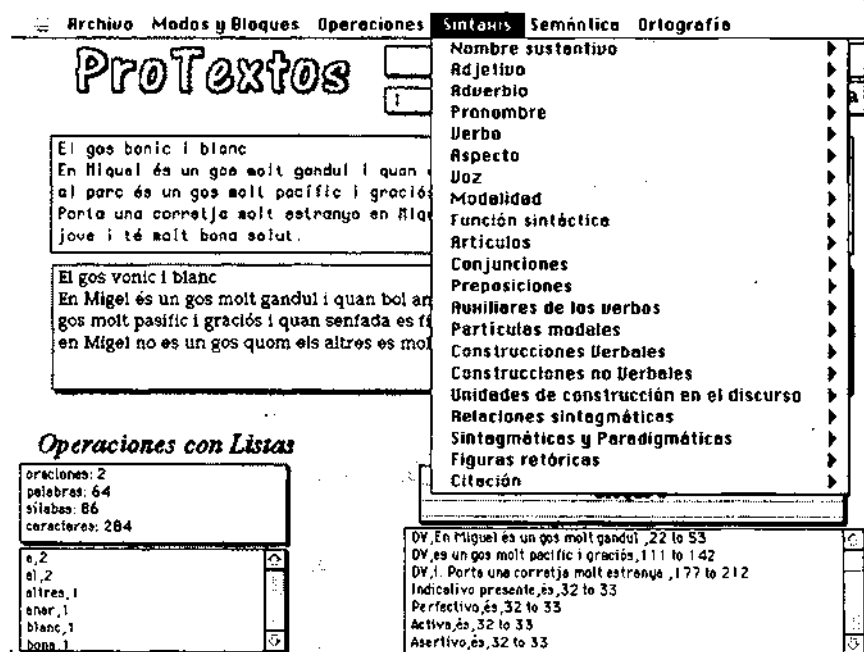 Archivo Modos y Bloques Operaciones Sintaxis Semántica Ortografía
ProTextos
Nombre sustantivo
Adjetivo
Adverbio
Pronombre
Verbo
Aspecto
Voz
Modalidad
Función sintáctica
Artículos
Conjunciones
Preposiciones
Auxiliares de los verbos
Partículas modales
Construcciones Verbales
Construcciones no Verbales
Unidades de construcción en el discurso
Relaciones sintagmáticas
Sintagmáticas y Paradigmáticas
Figuras retóricas
Citación
El gos bonic i blanc
En Miquel és un gos molt gandul i quan
al parc és un gos molt pacífic i graciós
Porta una corretja molt estranya en
jove i té molt bona salut.
El gos vonic i blanc
En Migel és un gos molt gandul i quan bol
gos molt pasific i graciós i quan senfada es
en Migel no es un gos quom els altres es
Operaciones con Listas
oraciones: 2
palabras: 64
sílabas: 86
caracteres: 284
a,2
al,2
altres,1
anar,1
blanc,1
bona,1
DV,En Miguel és un gos molt gandul ,22 to 53
DV,es un gos molt pacífic i graciós,111 to 142
DV,i. Porta una corretja molt estranya ,177 to 212
Indicativo presente,és,32 to 33
Perfectivo,és,32 to 33
Activa,és,32 to 33
Asertivo,és,32 to 33